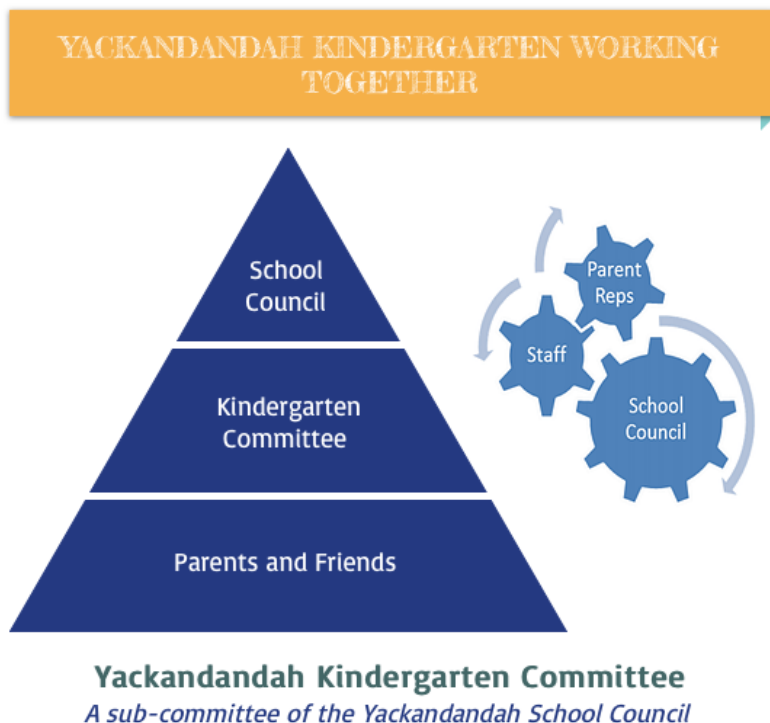 YACKANDANDAH KINDERGARTEN WORKING
TOGETHER
School
Council
Kindergarten
Committee
Parents and Friends
Parent
Reps
Staff
School
Council
Yackandandah Kindergarten Committee
A sub-committee of the Yackandandah School Council